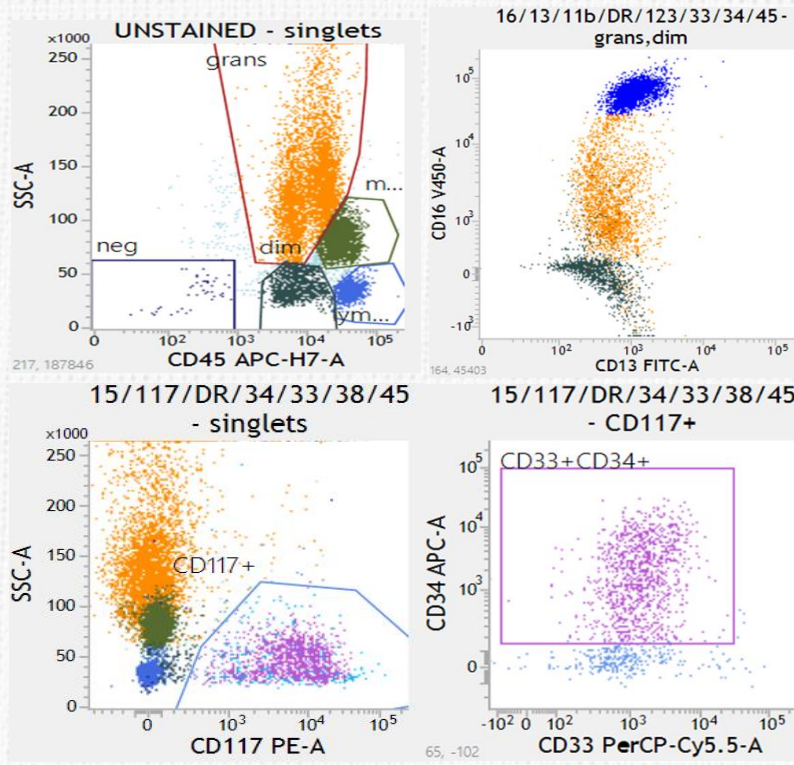 UNSTAINED - singlets
x1000
grans
m...
neg
dim
ym...
250
200
150
100
50
0
SSC-A
0
10²
10³
10⁴
10⁵
CD45 APC-H7-A
217, 187846
16/13/11b/DR/123/33/34/45 -
grans,dim
10⁵
10⁴
10³
0
-10³
CD16 V450-A
0
10²
10³
10⁴
10⁵
CD13 FITC-A
164, 45403
15/117/DR/34/33/38/45
- singlets
x1000
250
200
150
100
50
0
SSC-A
CD117+
0
10³
10⁴
10⁵
CD117 PE-A
15/117/DR/34/33/38/45
- CD117+
CD33+CD34+
10⁵
10⁴
10³
0
CD34 APC-A
-10² 0 10² 10³ 10⁴ 10⁵
CD33 PerCP-Cy5.5-A
65, -102